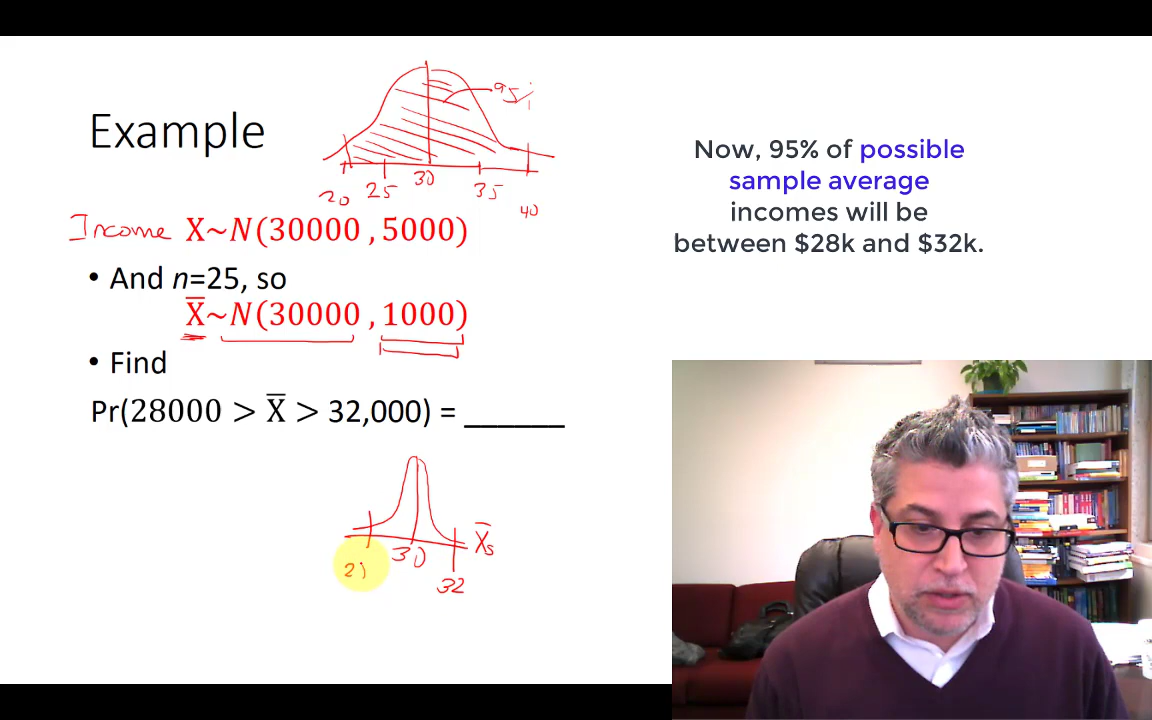 Example
95%
20 25 30 35 40
Income X~N(30000 ,5000)
• And n=25, so
X̅~N(30000 ,1000)
• Find
Pr(28000 > X̅ > 32,000) = ______
30 32 X̅s
Now, 95% of possible
sample average
incomes will be
between $28k and $32k.